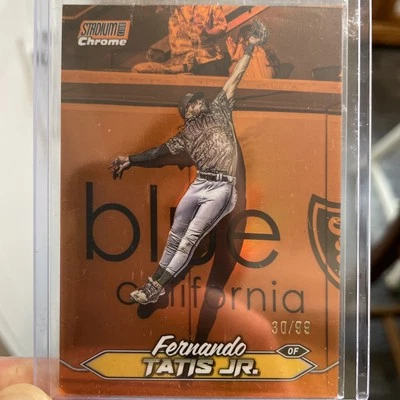 STADIUM CLUB
Chrome
blue
california
30/99
Fernando
OF
TATIS JR.